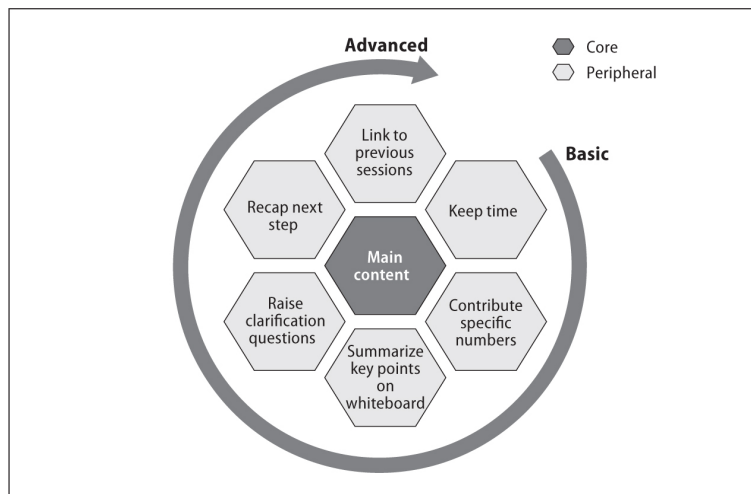 Advanced
Core
Peripheral
Basic
Link to
previous
sessions
Keep time
Contribute
specific
numbers
Summarize
key points
on
whiteboard
Raise
clarification
questions
Recap next
step
Main
content